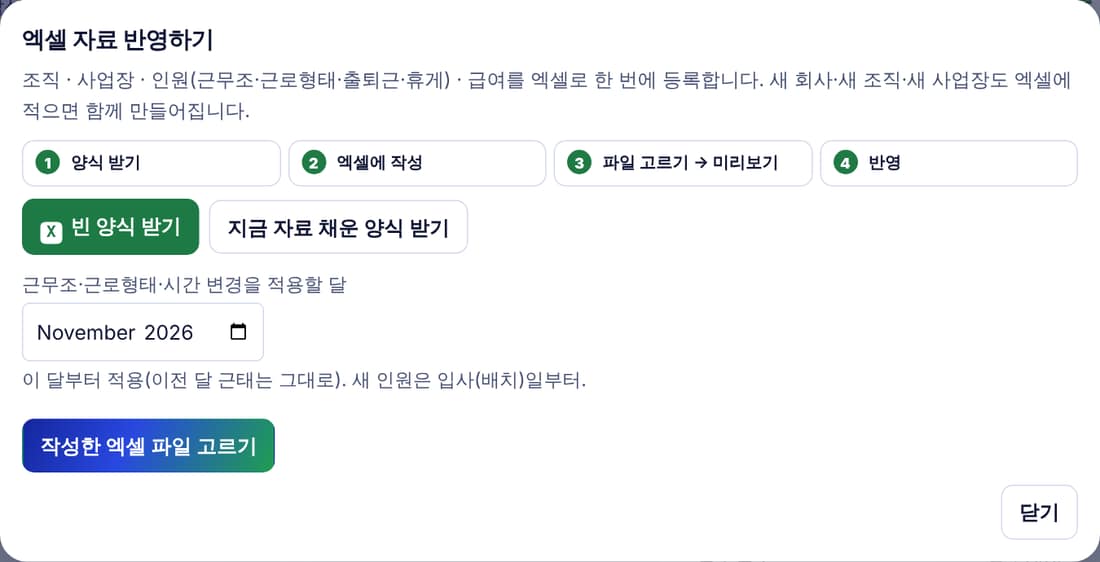 엑셀 자료 반영하기
조직 · 사업장 · 인원(근무조·근로형태·출퇴근·휴게) · 급여를 엑셀로 한 번에 등록합니다. 새 회사·새 조직·새 사업장도 엑셀에
적으면 함께 만들어집니다.
1 양식 받기
2 엑셀에 작성
3 파일 고르기 → 미리보기
4 반영
X 빈 양식 받기
지금 자료 채운 양식 받기
근무조·근로형태·시간 변경을 적용할 달
November 2026
이 달부터 적용(이전 달 근태는 그대로). 새 인원은 입사(배치)일부터.
작성한 엑셀 파일 고르기
닫기